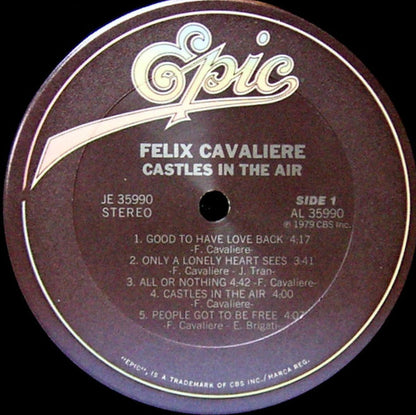 Epic
FELIX CAVALIERE
CASTLES IN THE AIR
JE 35990
STEREO
SIDE 1
AL 35990
℗ 1979 CBS Inc.
1. GOOD TO HAVE LOVE BACK 4:17
-F. Cavaliere-
2. ONLY A LONELY HEART SEES 3:41
-F. Cavaliere - J. Tran-
3. ALL OR NOTHING 4:42 -F. Cavaliere-
4. CASTLES IN THE AIR 4:00
-F. Cavaliere-
5. PEOPLE GOT TO BE FREE 4:07
-F. Cavaliere - E. Brigati-
"EPIC", IS A TRADEMARK OF CBS INC./MARCA REG.